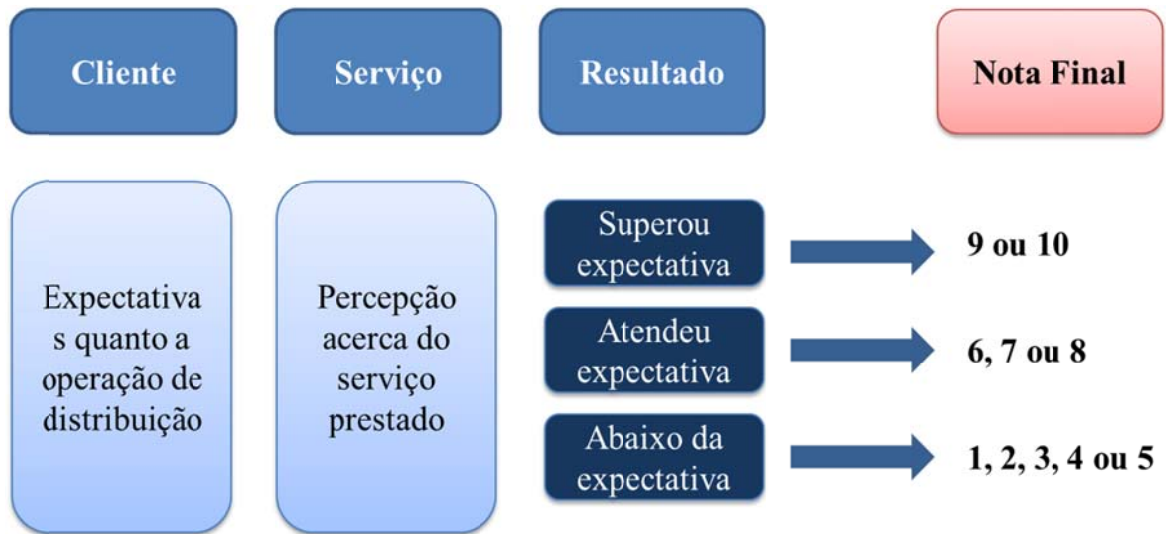 Cliente
Serviço
Resultado
Nota Final
Expectativa
s quanto a
operação de
distribuição
Percepção
acerca do
serviço
prestado
Superou
expectativa
9 ou 10
Atendeu
expectativa
6, 7 ou 8
Abaixo da
expectativa
1, 2, 3, 4 ou 5